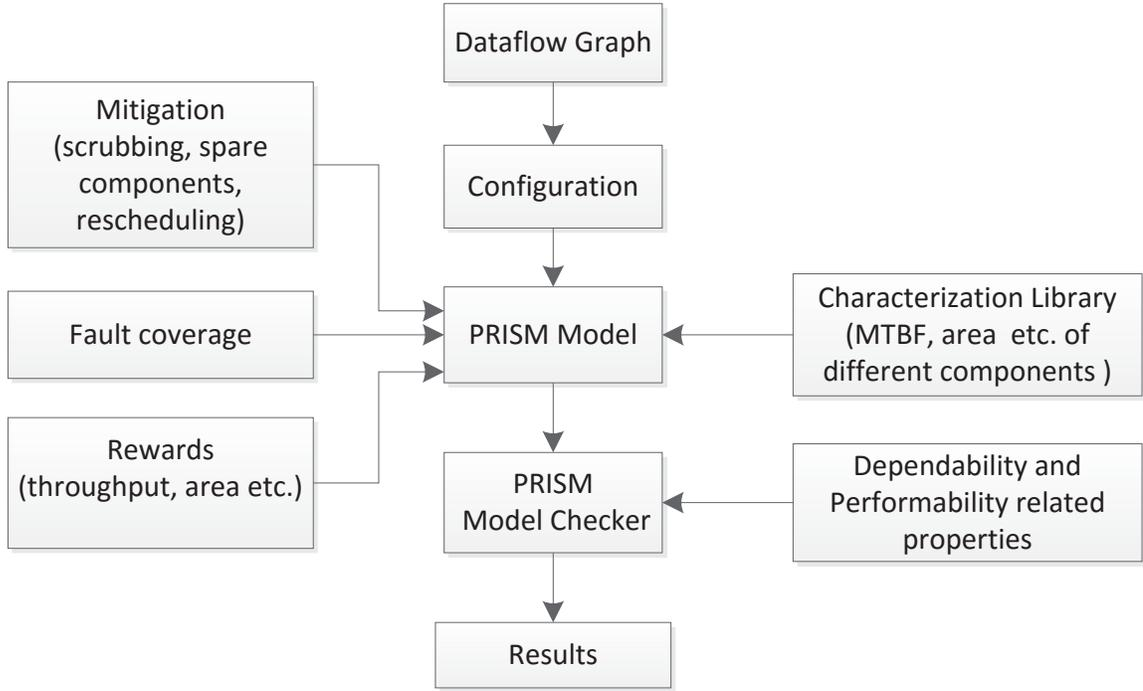 Dataflow Graph
Mitigation
(scrubbing, spare
components,
rescheduling)
Configuration
Fault coverage
PRISM Model
Characterization Library
(MTBF, area etc. of
different components )
Rewards
(throughput, area etc.)
PRISM
Model Checker
Dependability and
Performability related
properties
Results